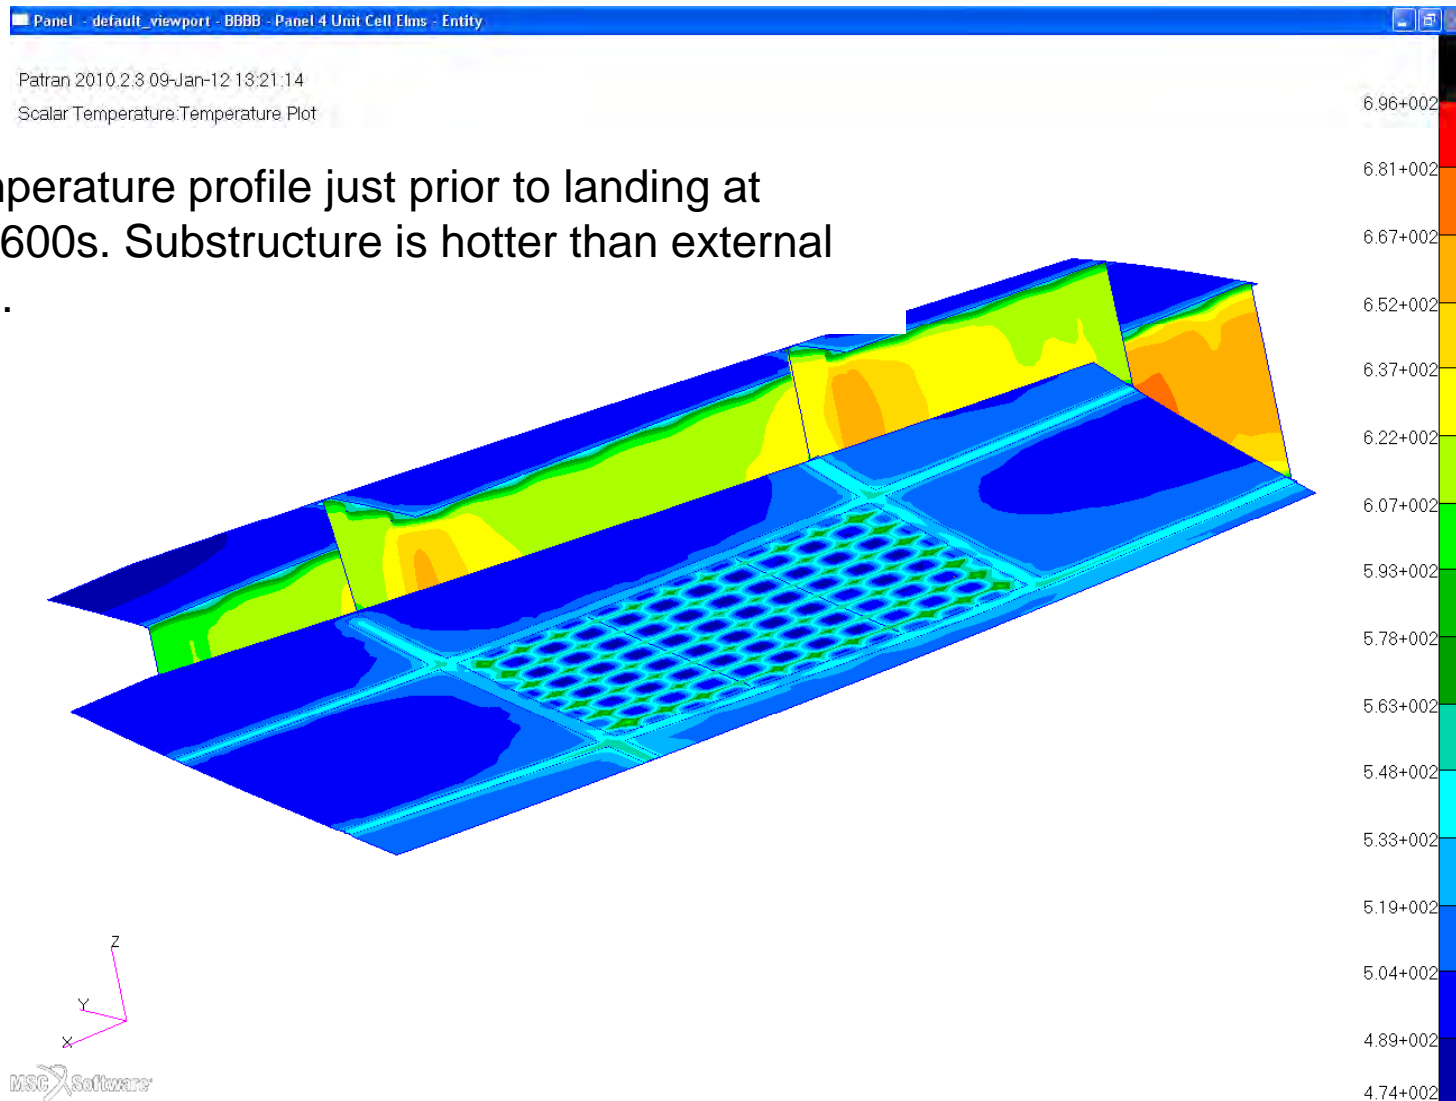 Panel - default_viewport - BBBB - Panel 4 Unit Cell Elms - Entity
Patran 2010.2.3 09-Jan-12 13:21:14
Scalar Temperature:Temperature Plot
nperature profile just prior to landing at
600s. Substructure is hotter than external
.
6.96+002
6.81+002
6.67+002
6.52+002
6.37+002
6.22+002
6.07+002
5.93+002
5.78+002
5.63+002
5.48+002
5.33+002
5.19+002
5.04+002
4.89+002
4.74+002
Z
Y
X
MSC Software